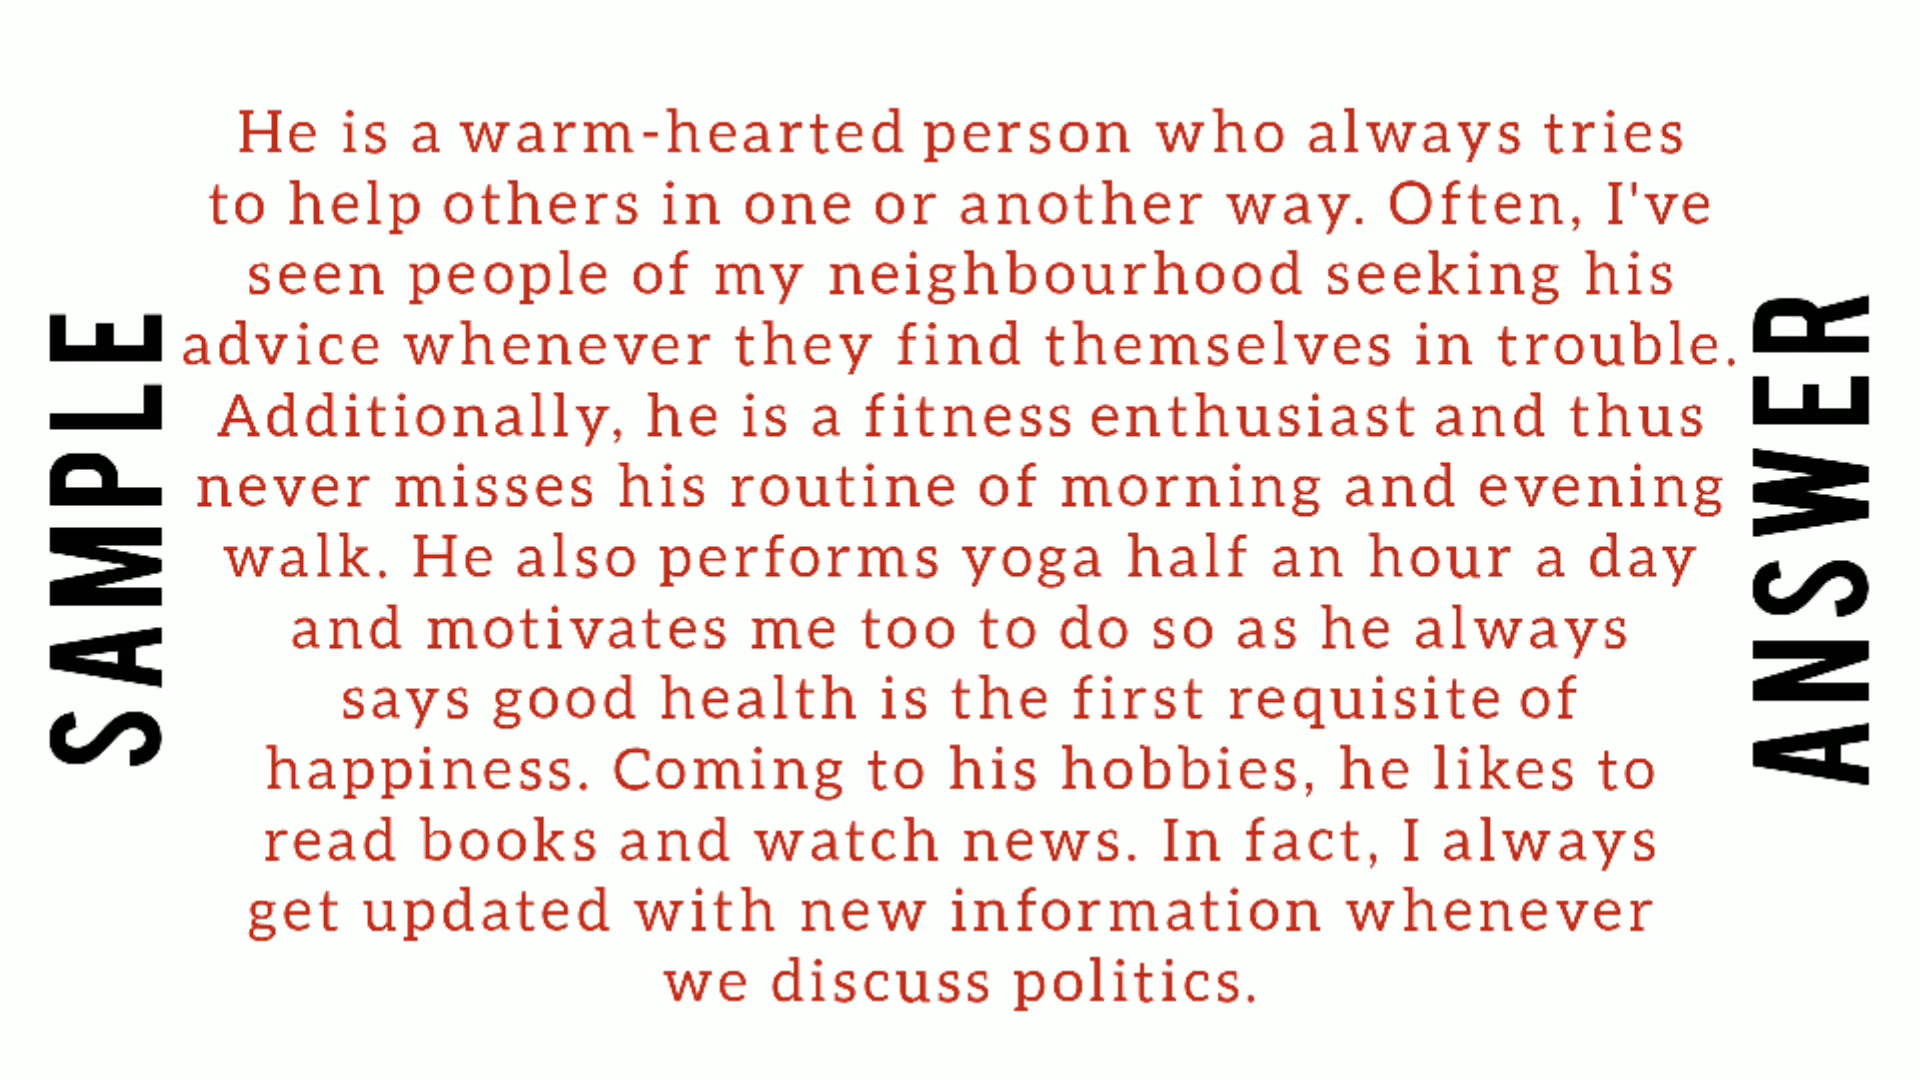 SAMPLE
He is a warm-hearted person who always tries
to help others in one or another way. Often, I've
seen people of my neighbourhood seeking his
advice whenever they find themselves in trouble.
Additionally, he is a fitness enthusiast and thus
never misses his routine of morning and evening
walk. He also performs yoga half an hour a day
and motivates me too to do so as he always
says good health is the first requisite of
happiness. Coming to his hobbies, he likes to
read books and watch news. In fact, I always
get updated with new information whenever
we discuss politics.
ANSWER